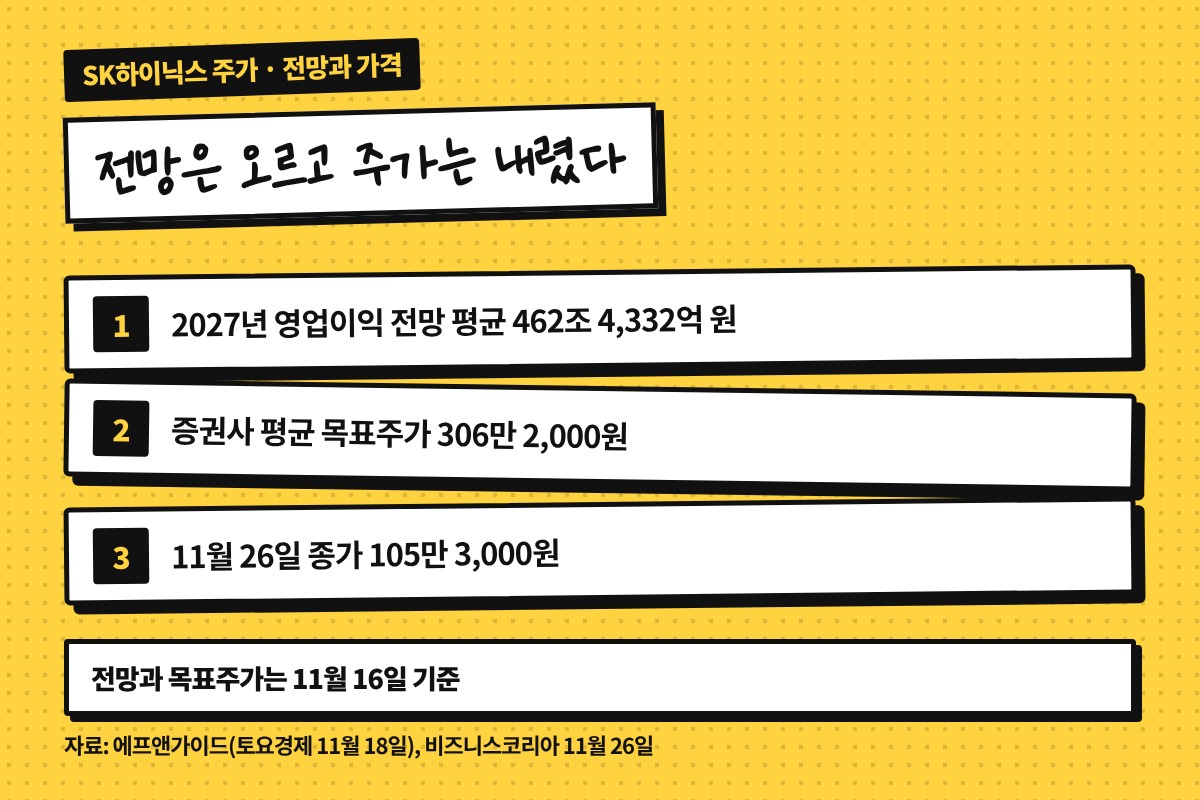 SK하이닉스 주가 · 전망과 가격
전망은 오르고 주가는 내렸다
1 2027년 영업이익 전망 평균 462조 4,332억 원
2 증권사 평균 목표주가 306만 2,000원
3 11월 26일 종가 105만 3,000원
전망과 목표주가는 11월 16일 기준
자료: 에프앤가이드(토요경제 11월 18일), 비즈니스코리아 11월 26일